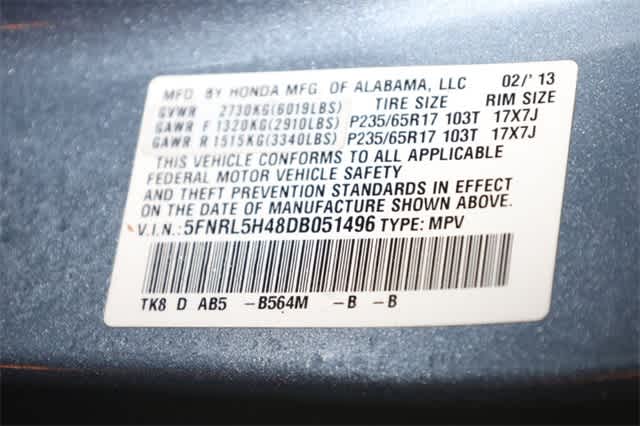 MFD BY HONDA MFG. OF ALABAMA, LLC 02/'13
GVWR 2730KG(6019LBS) TIRE SIZE RIM SIZE
GAWR F 1320KG(2910LBS) P235/65R17 103T 17X7J
GAWR R 1515KG(3340LBS) P235/65R17 103T 17X7J
THIS VEHICLE CONFORMS TO ALL APPLICABLE
FEDERAL MOTOR VEHICLE SAFETY
AND THEFT PREVENTION STANDARDS IN EFFECT
ON THE DATE OF MANUFACTURE SHOWN ABOVE.
V.I.N.:5FNRL5H48DB051496 TYPE: MPV
TK8 D AB5 -B564M -B -B